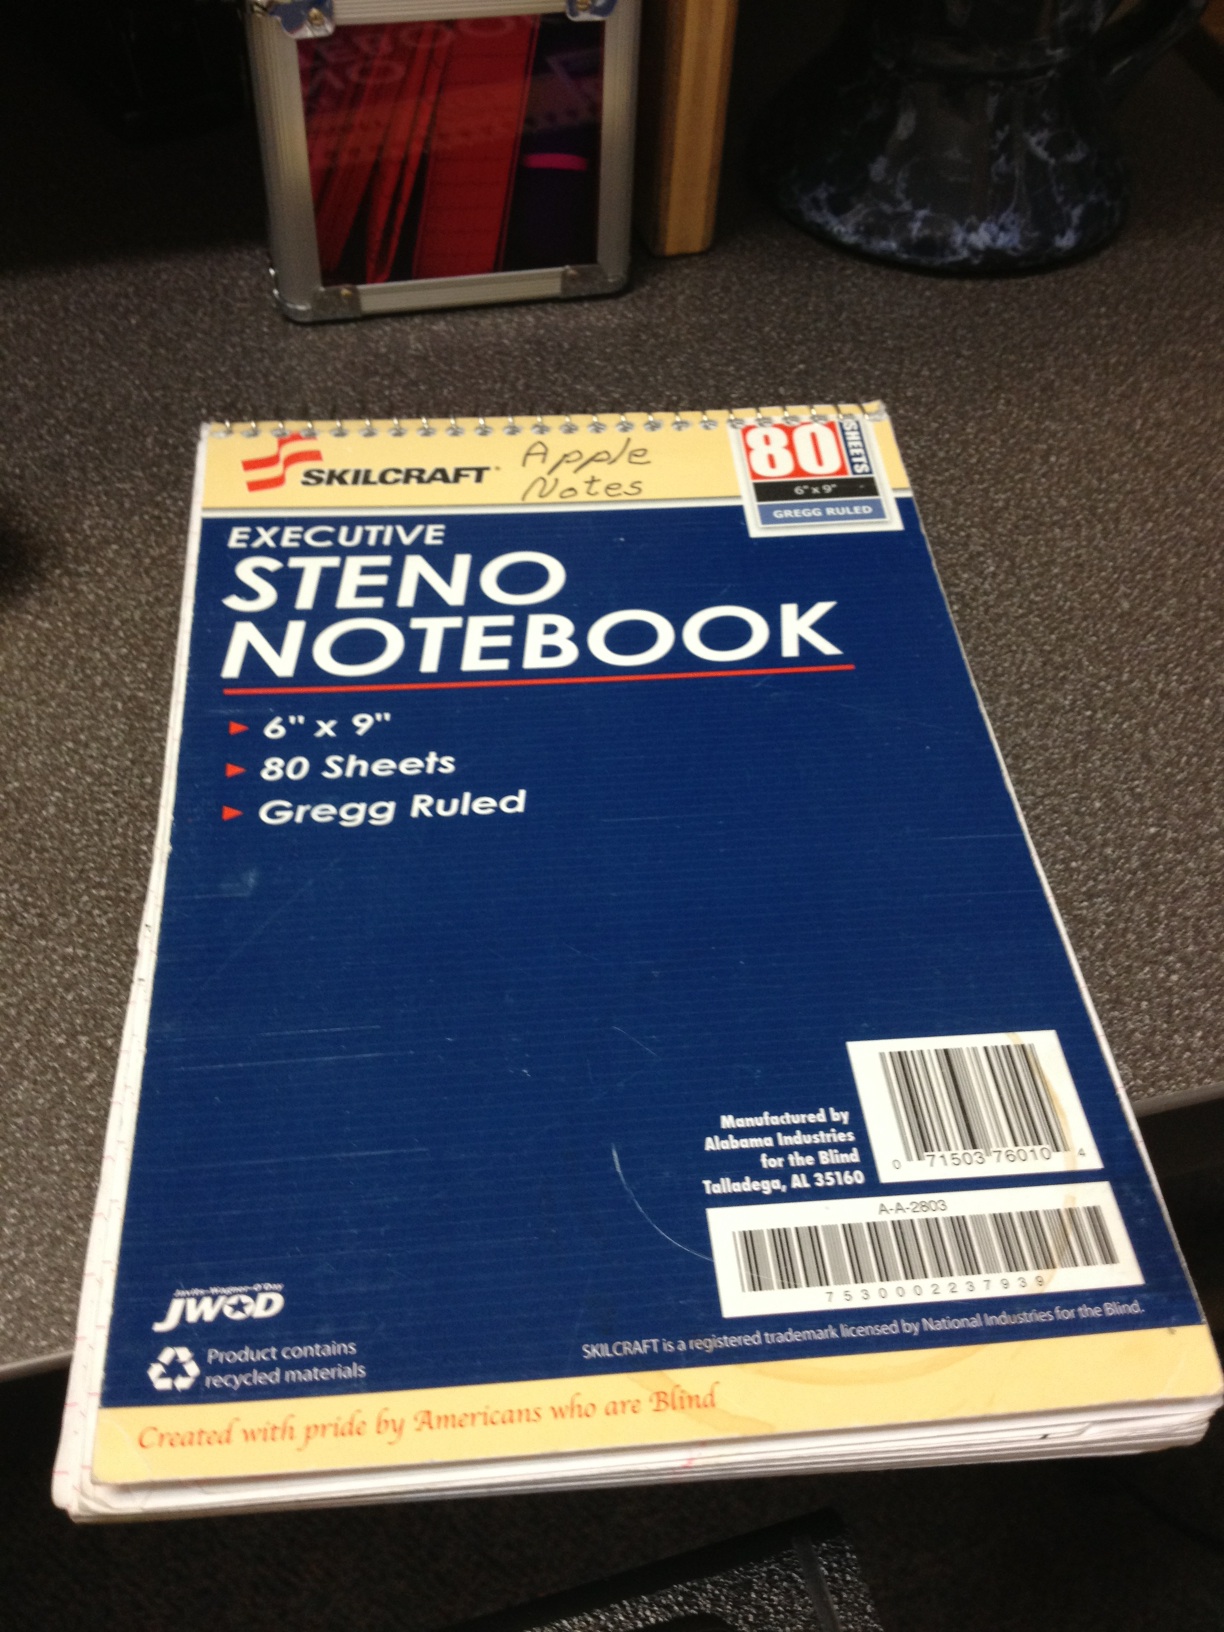 SKILCRAFT
Apple
Notes
80 SHEETS
6" x 9"
GREGG RULED
EXECUTIVE
STENO
NOTEBOOK
6" x 9"
80 Sheets
Gregg Ruled
Manufactured by
Alabama Industries
for the Blind
Talladega, AL 35160
0 71503 76010 4
A-A-2803
7530002237939
Javits-Wagner-O'Day
JWOD
Product contains
recycled materials
SKILCRAFT is a registered trademark licensed by National Industries for the Blind.
Created with pride by Americans who are Blind